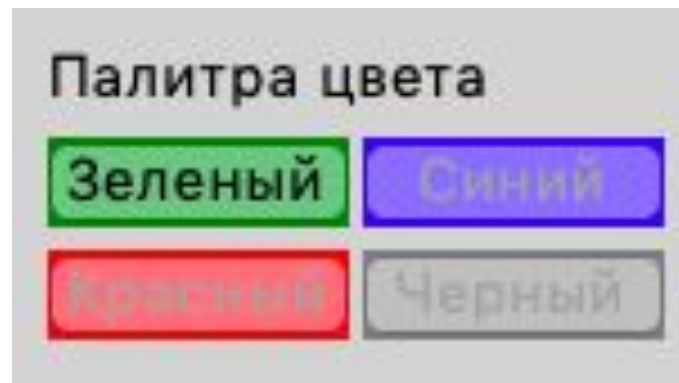 Палитра цвета
Зеленый Синий
Красный Черный